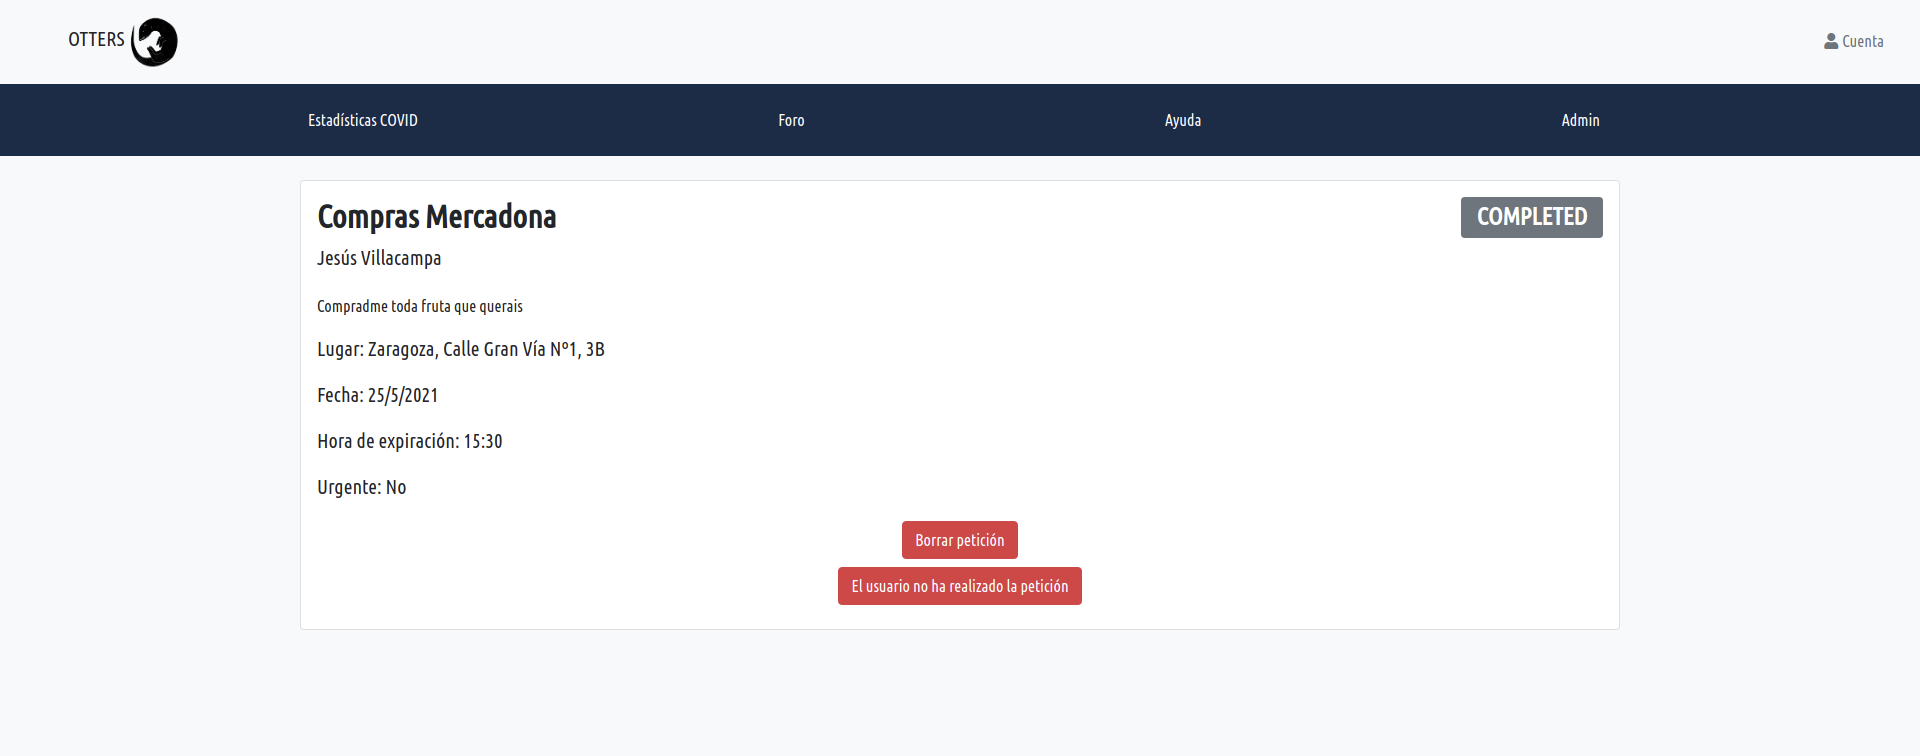 OTTERS
Cuenta
Estadísticas COVID
Foro
Ayuda
Admin
Compras Mercadona
COMPLETED
Jesús Villacampa
Compradme toda fruta que querais
Lugar: Zaragoza, Calle Gran Vía Nº1, 3B
Fecha: 25/5/2021
Hora de expiración: 15:30
Urgente: No
Borrar petición
El usuario no ha realizado la petición